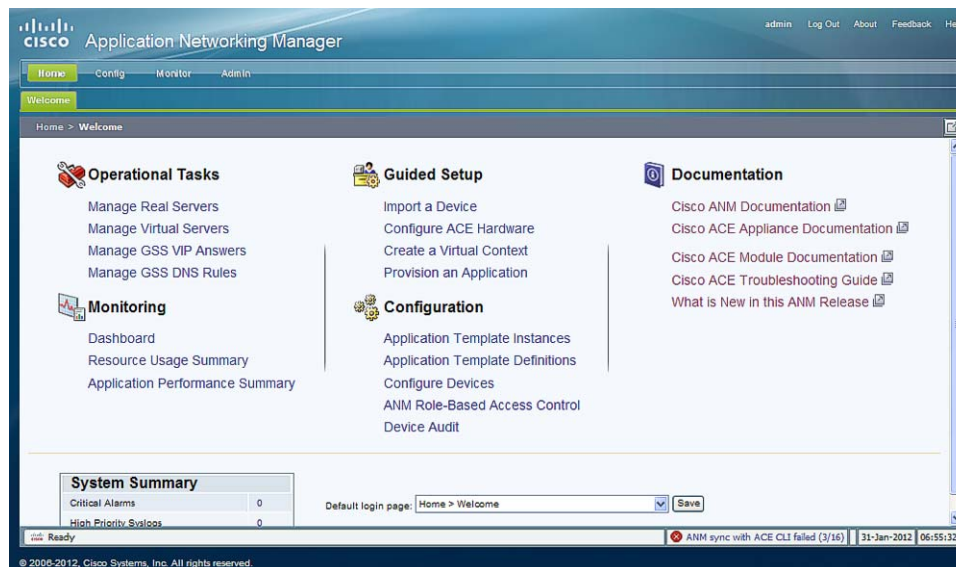 CISCO Application Networking Manager
admin Log Out About Feedback
Home Config Monitor Admin
Welcome
Home > Welcome
Operational Tasks
Manage Real Servers
Manage Virtual Servers
Manage GSS VIP Answers
Manage GSS DNS Rules
Monitoring
Dashboard
Resource Usage Summary
Application Performance Summary
Guided Setup
Import a Device
Configure ACE Hardware
Create a Virtual Context
Provision an Application
Configuration
Application Template Instances
Application Template Definitions
Configure Devices
ANM Role-Based Access Control
Device Audit
Documentation
Cisco ANM Documentation
Cisco ACE Appliance Documentation
Cisco ACE Module Documentation
Cisco ACE Troubleshooting Guide
What is New in this ANM Release
System Summary
Critical Alarms 0
High Priority Syslogs 0
Default login page: Home > Welcome Save
Ready
ANM sync with ACE CLI failed (3/16) 31-Jan-2012 06:55:32
© 2006-2012, Cisco Systems, Inc. All rights reserved.